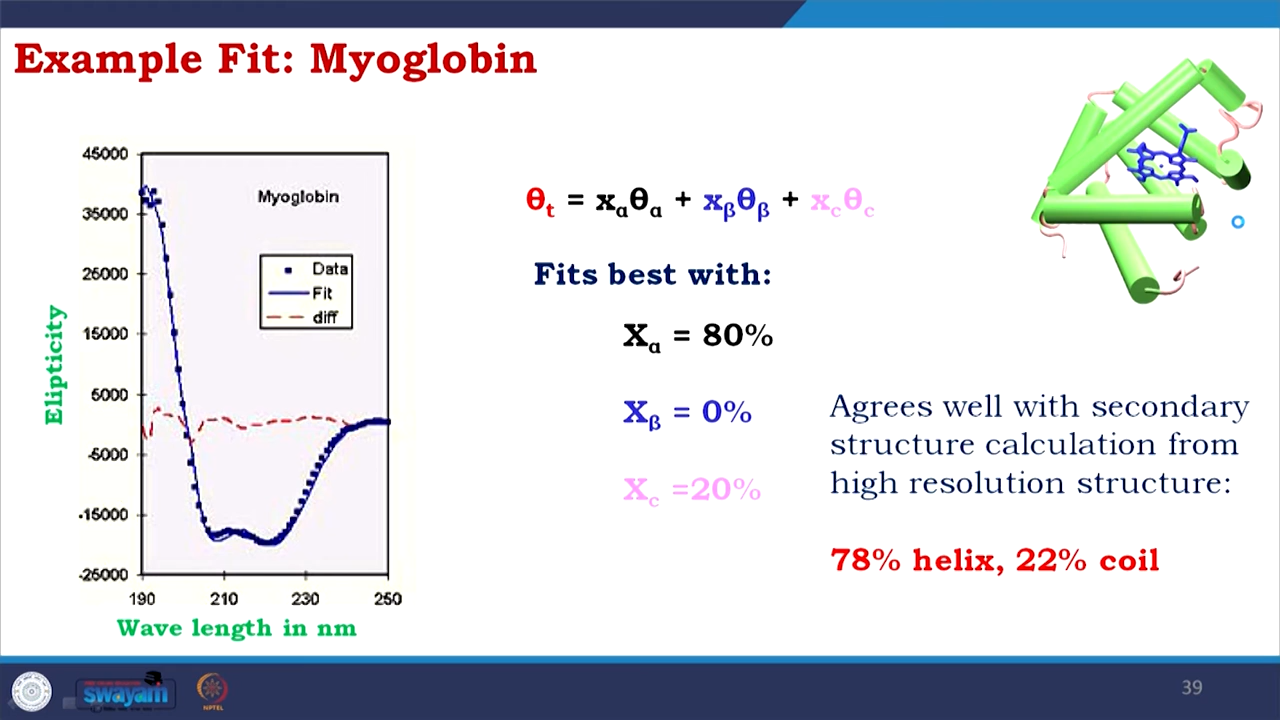 Example Fit: Myoglobin
45000
35000
25000
15000
5000
-5000
-15000
-25000
190 210 230 250
Myoglobin
Data
Fit
diff
Elipticity
Wave length in nm
θt = xαθα + xβθβ + xcθc
Fits best with:
Xα = 80%
Xβ = 0%
Xc =20%
Agrees well with secondary
structure calculation from
high resolution structure:
78% helix, 22% coil
swayam
NPTEL
39